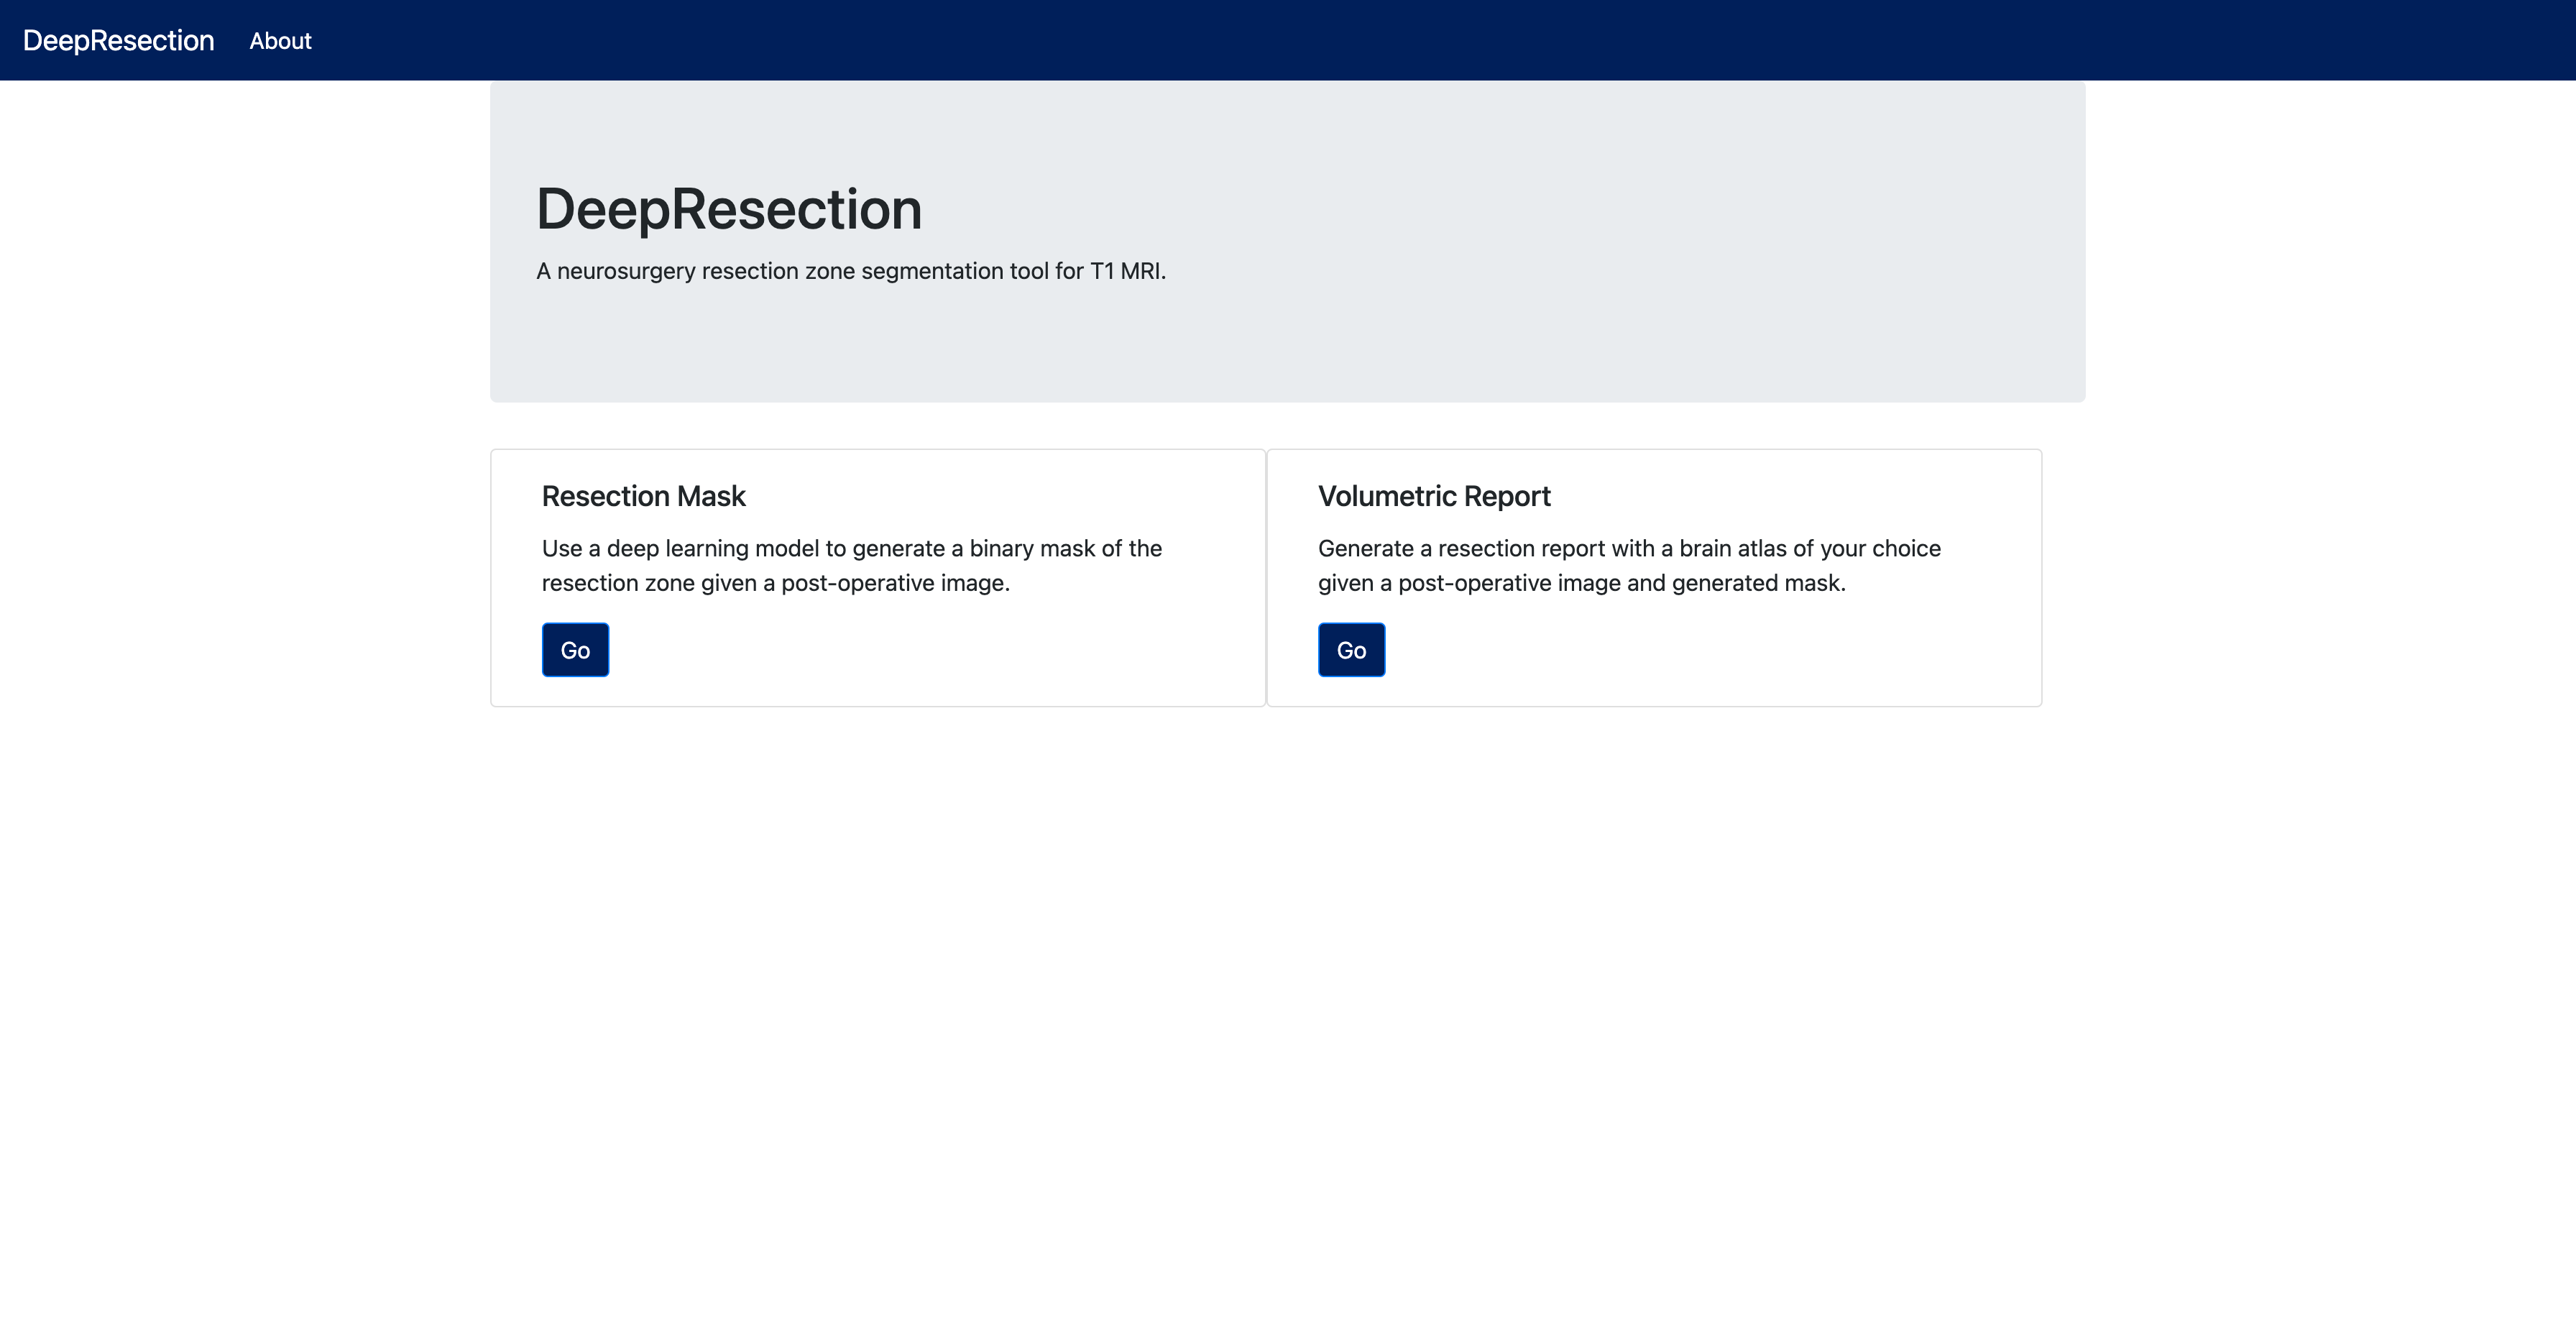 DeepResection About
DeepResection
A neurosurgery resection zone segmentation tool for T1 MRI.
Resection Mask
Use a deep learning model to generate a binary mask of the
resection zone given a post-operative image.
Go
Volumetric Report
Generate a resection report with a brain atlas of your choice
given a post-operative image and generated mask.
Go